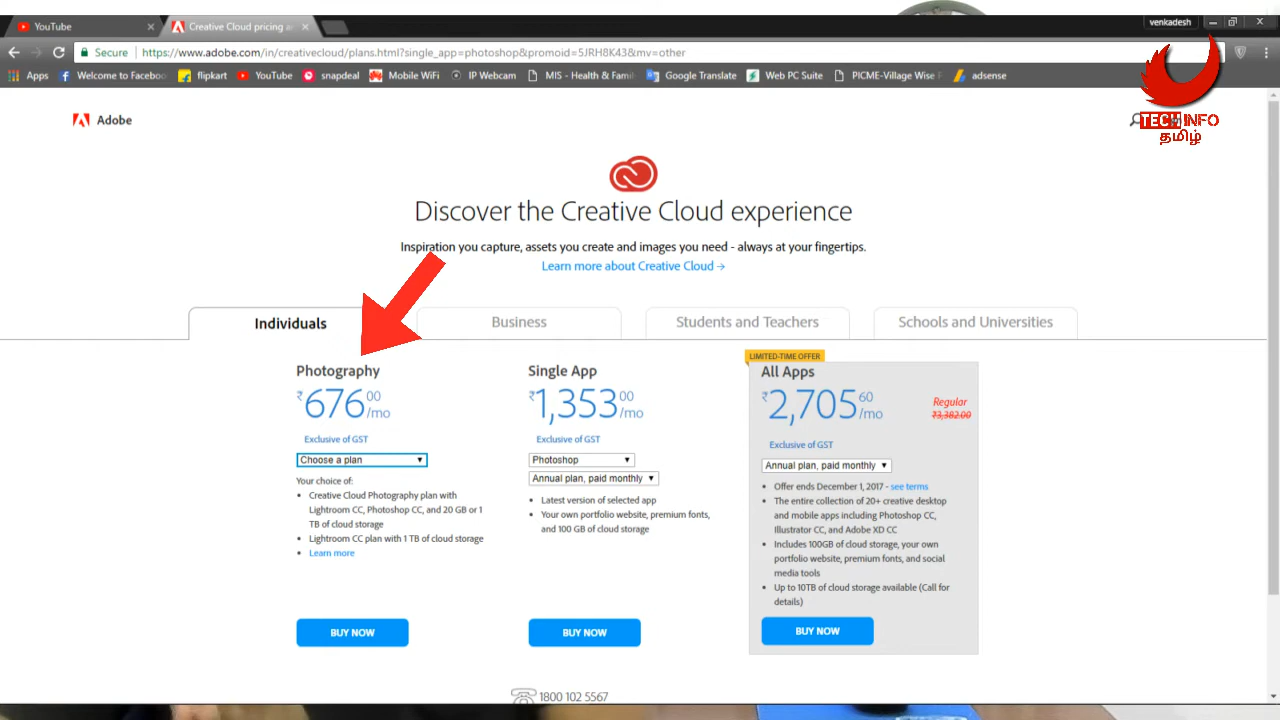 YouTube
Creative Cloud pricing a
venkadesh
Secure
https://www.adobe.com/in/creativecloud/plans.html?single_app=photoshop&promoid=5JRH8K43&mv=other
Apps
Welcome to Faceboo
flipkart
YouTube
snapdeal
Mobile WiFi
IP Webcam
MIS - Health & Famil
Google Translate
Web PC Suite
PICME-Village Wise F
adsense
Adobe
TECH INFO
தமிழ்
Discover the Creative Cloud experience
Inspiration you capture, assets you create and images you need - always at your fingertips.
Learn more about Creative Cloud →
Individuals
Business
Students and Teachers
Schools and Universities
Photography
₹676 00 /mo
Exclusive of GST
Choose a plan
Your choice of:
• Creative Cloud Photography plan with
Lightroom CC, Photoshop CC, and 20 GB or 1
TB of cloud storage
• Lightroom CC plan with 1 TB of cloud storage
• Learn more
BUY NOW
Single App
₹1,353 00 /mo
Exclusive of GST
Photoshop
Annual plan, paid monthly
• Latest version of selected app
• Your own portfolio website, premium fonts,
and 100 GB of cloud storage
BUY NOW
LIMITED-TIME OFFER
All Apps
₹2,705 60 /mo
Regular
₹3,382.00
Exclusive of GST
Annual plan, paid monthly
• Offer ends December 1, 2017 - see terms
• The entire collection of 20+ creative desktop
and mobile apps including Photoshop CC,
Illustrator CC, and Adobe XD CC
• Includes 100GB of cloud storage, your own
portfolio website, premium fonts, and social
media tools
• Up to 10TB of cloud storage available (Call for
details)
BUY NOW
1800 102 5567